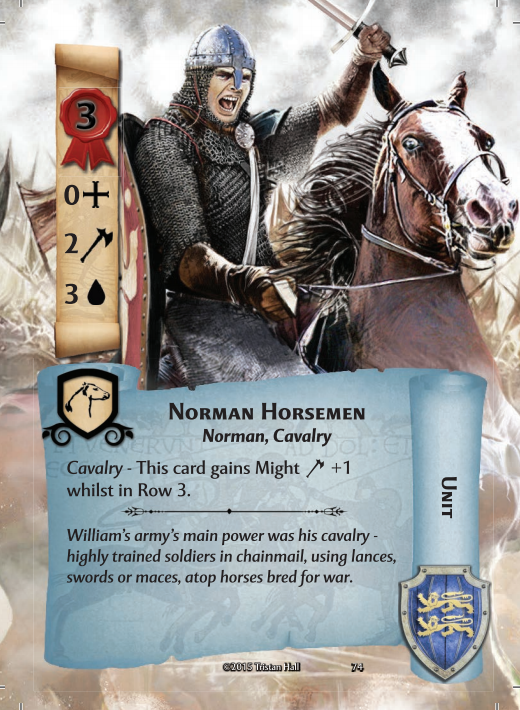 3
0
2
3
Norman Horsemen
Norman, Cavalry
Cavalry - This card gains Might +1
whilst in Row 3.
William's army's main power was his cavalry -
highly trained soldiers in chainmail, using lances,
swords or maces, atop horses bred for war.
Unit
©2015 Tristan Hall 74